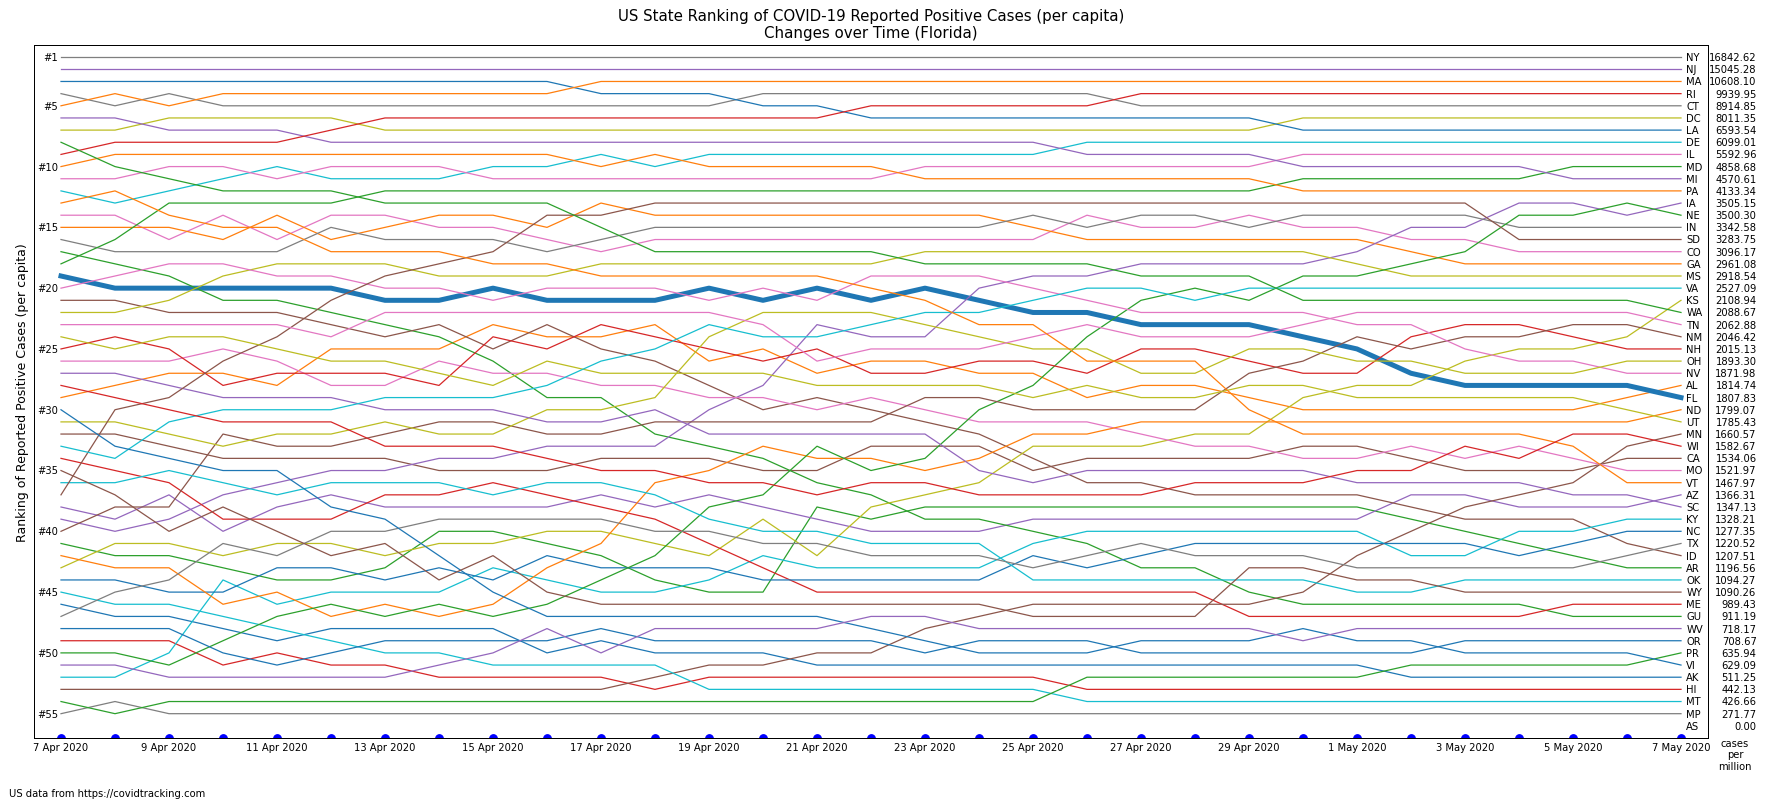 US State Ranking of COVID-19 Reported Positive Cases (per capita)
Changes over Time (Florida)
Ranking of Reported Positive Cases (per capita)
#1
#5
#10
#15
#20
#25
#30
#35
#40
#45
#50
#55
NY 16842.62
NJ 15045.28
MA 10608.10
RI 9939.95
CT 8914.85
DC 8011.35
LA 6593.54
DE 6099.01
IL 5592.96
MD 4858.68
MI 4570.61
PA 4133.34
IA 3505.15
NE 3500.30
IN 3342.58
SD 3283.75
CO 3096.17
GA 2961.08
MS 2918.54
VA 2527.09
KS 2108.94
WA 2088.67
TN 2062.88
NM 2046.42
NH 2015.13
OH 1893.30
NV 1871.98
AL 1814.74
FL 1807.83
ND 1799.07
UT 1785.43
MN 1660.57
WI 1582.67
CA 1534.06
MO 1521.97
VT 1467.97
AZ 1366.31
SC 1347.13
KY 1328.21
NC 1277.35
TX 1220.52
ID 1207.51
AR 1196.56
OK 1094.27
WY 1090.26
ME 989.43
GU 911.19
WV 718.17
OR 708.67
PR 635.94
VI 629.09
AK 511.25
HI 442.13
MT 426.66
MP 271.77
AS 0.00
7 Apr 2020 9 Apr 2020 11 Apr 2020 13 Apr 2020 15 Apr 2020 17 Apr 2020 19 Apr 2020 21 Apr 2020 23 Apr 2020 25 Apr 2020 27 Apr 2020 29 Apr 2020 1 May 2020 3 May 2020 5 May 2020 7 May 2020
cases
per
million
US data from https://covidtracking.com